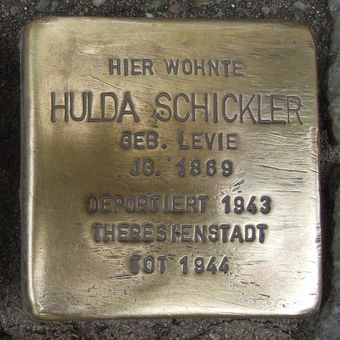 HIER WOHNTE
HULDA SCHICKLER
GEB. LEVIE
JG. 1869
DEPORTIERT 1943
THERESIENSTADT
TOT 1944